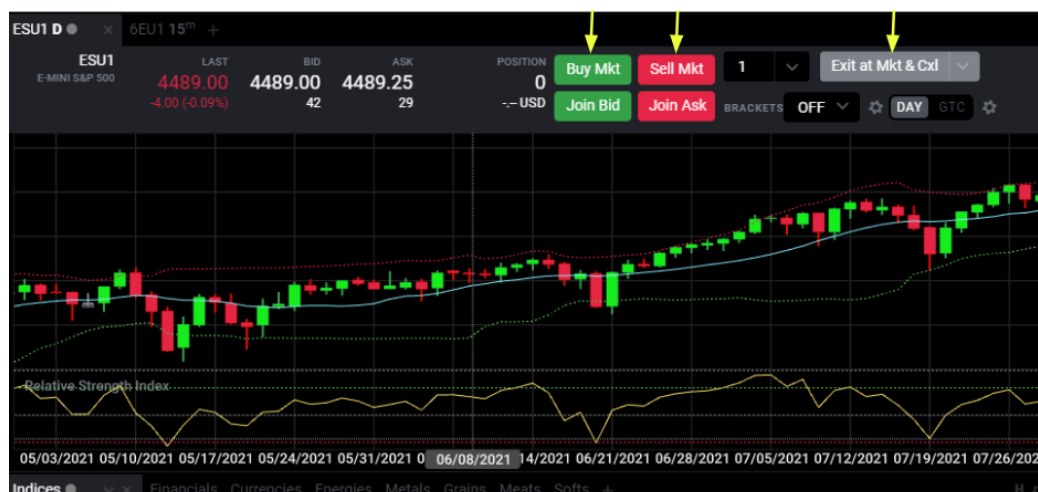 ESU1 D × 6EU1 15m +
ESU1 LAST BID ASK POSITION Buy Mkt Sell Mkt 1 Exit at Mkt & Cxl
E-MINI S&P 500 4489.00 4489.00 4489.25 0
-4.00 (-0.09%) 42 29 -.-- USD Join Bid Join Ask BRACKETS OFF DAY GTC
Relative Strength Index
05/03/2021 05/10/2021 05/17/2021 05/24/2021 05/31/2021 0 06/08/2021 14/2021 06/21/2021 06/28/2021 07/05/2021 07/12/2021 07/19/2021 07/26/202
Indices × Financials Currencies Energies Metals Grains Meats Softs +